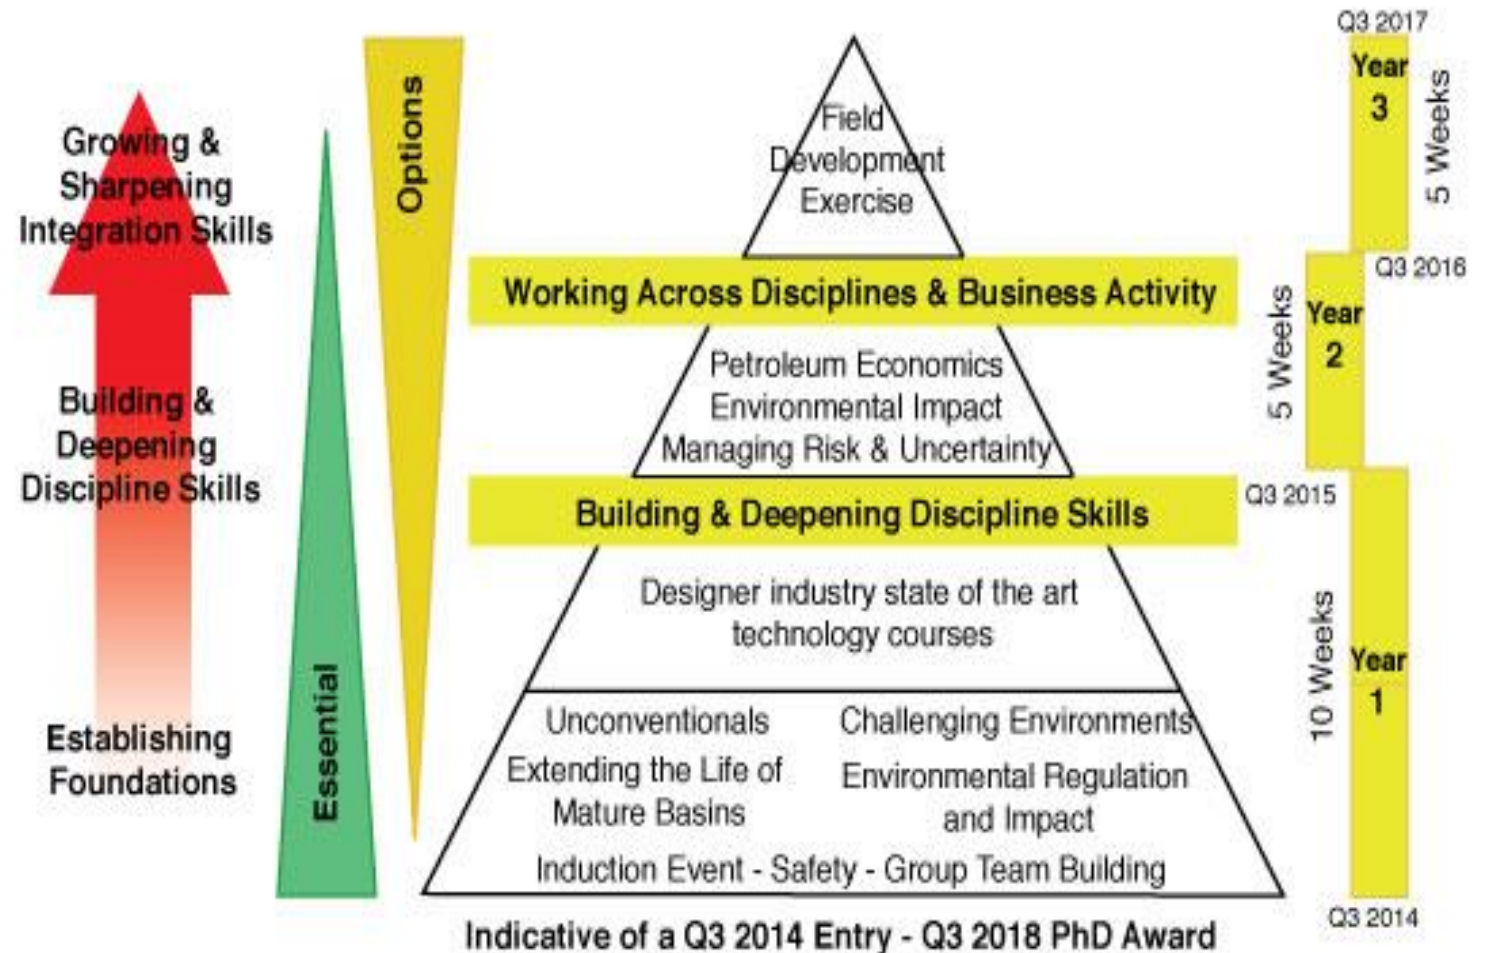 Growing &
Sharpening
Integration Skills
Building &
Deepening
Discipline Skills
Establishing
Foundations
Essential
Options
Field
Development
Exercise
Working Across Disciplines & Business Activity
Petroleum Economics
Environmental Impact
Managing Risk & Uncertainty
Building & Deepening Discipline Skills
Designer industry state of the art
technology courses
Unconventionals
Extending the Life of
Mature Basins
Challenging Environments
Environmental Regulation
and Impact
Induction Event - Safety - Group Team Building
Q3 2017
Year
3
5 Weeks
Q3 2016
Year
2
5 Weeks
Q3 2015
Year
1
10 Weeks
Q3 2014
Indicative of a Q3 2014 Entry - Q3 2018 PhD Award